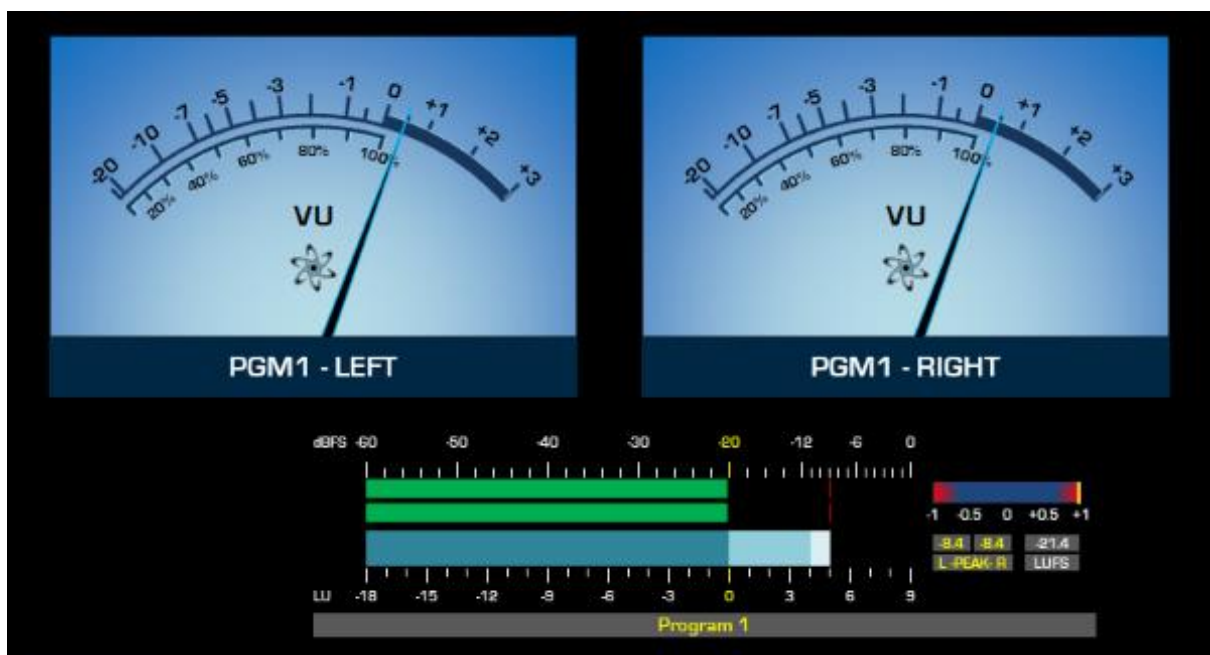 -20 -10 -7 -5 -3 -1 0 +1 +2 +3
20% 40% 60% 80% 100%
VU
PGM1 - LEFT
-20 -10 -7 -5 -3 -1 0 +1 +2 +3
20% 40% 60% 80% 100%
VU
PGM1 - RIGHT
dBFS -60 -50 -40 -30 -20 -12 -6 0
-1 -0.5 0 +0.5 +1
-8.4 -8.4 -21.4
L -PEAK- R LUFS
LU -18 -15 -12 -9 -6 -3 0 3 6 9
Program 1